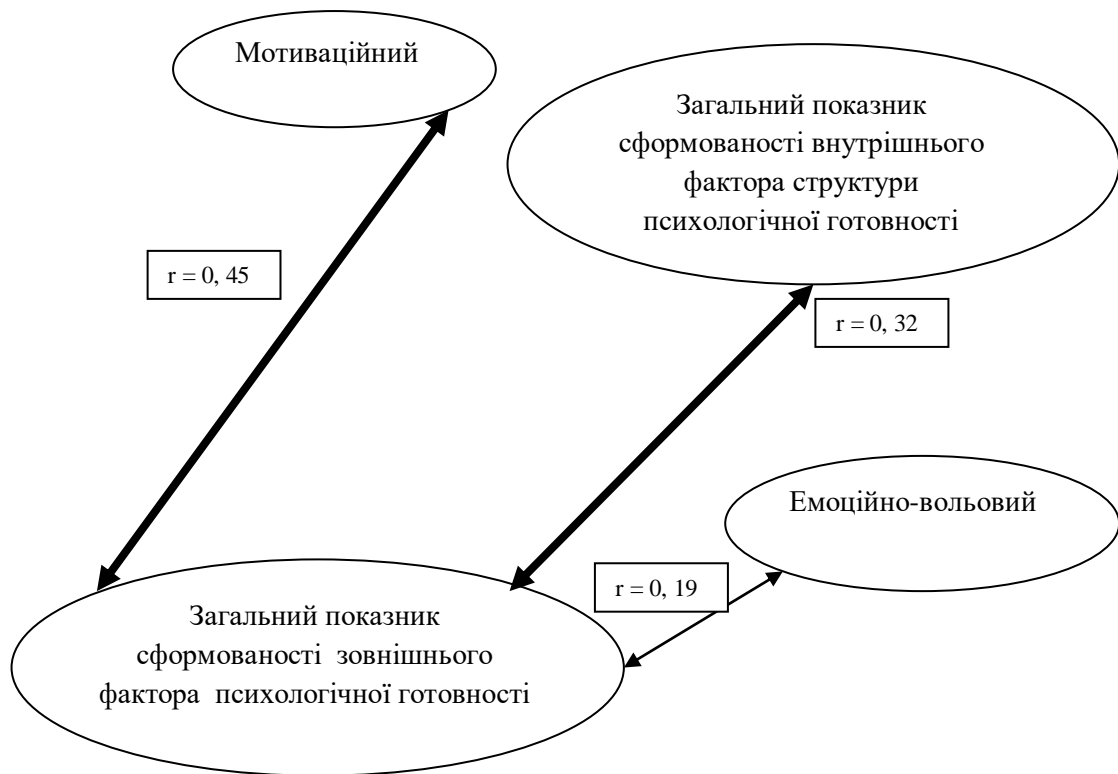 Мотиваційний
Загальний показник
сформованості внутрішнього
фактора структури
психологічної готовності
r = 0, 45
r = 0, 32
Емоційно-вольовий
r = 0, 19
Загальний показник
сформованості зовнішнього
фактора психологічної готовності